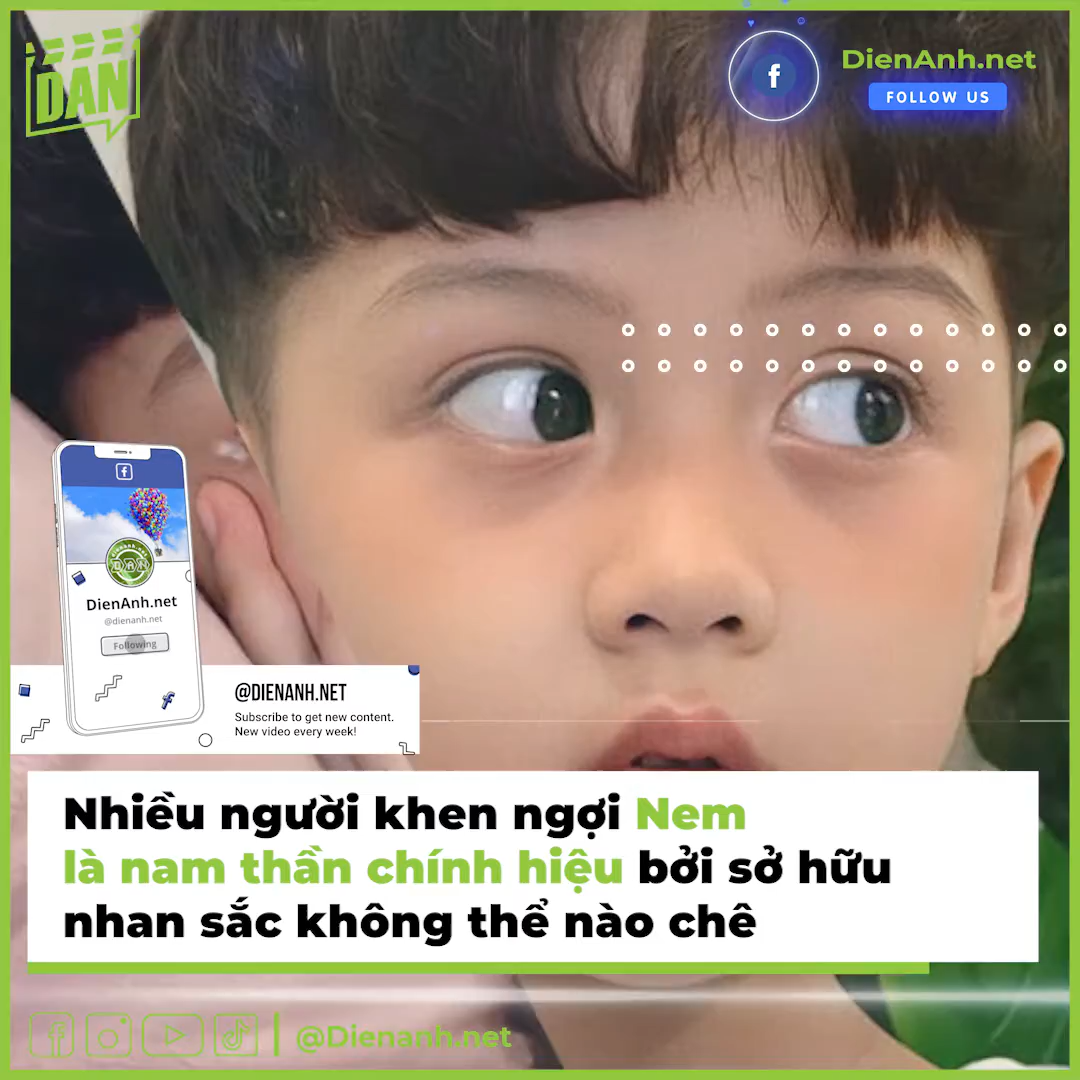 DAN
DienAnh.net
FOLLOW US
DienAnh.net
@dienanh.net
Following
@DIENANH.NET
Subscribe to get new content.
New video every week!
Nhiều người khen ngợi Nem
là nam thần chính hiệu bởi sở hữu
nhan sắc không thể nào chê
@Dienanh.net